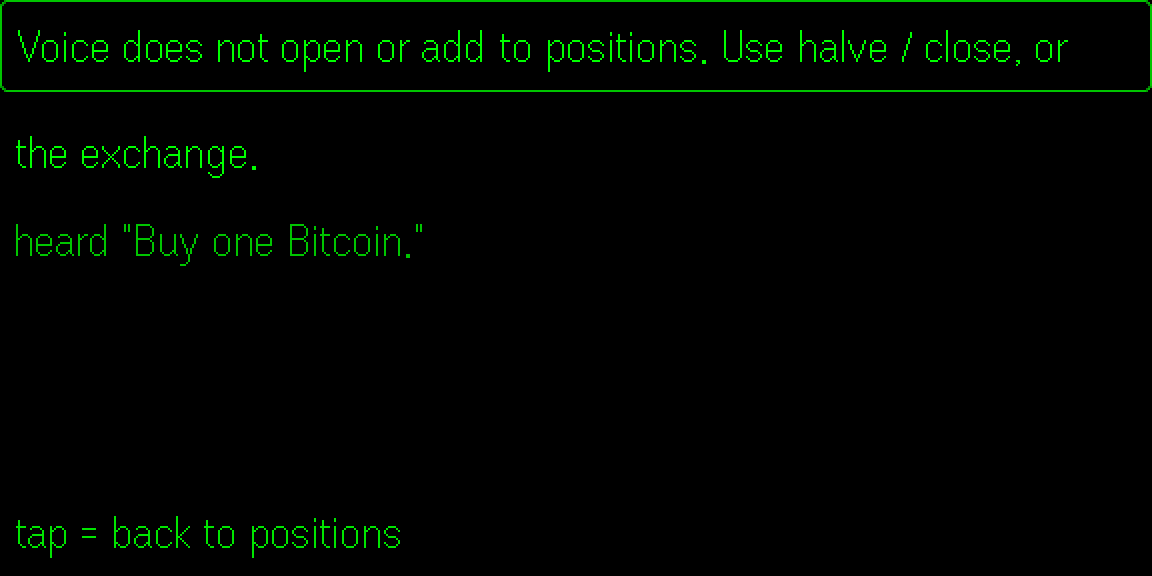 Voice does not open or add to positions. Use halve / close, or
the exchange.
heard "Buy one Bitcoin."
tap = back to positions